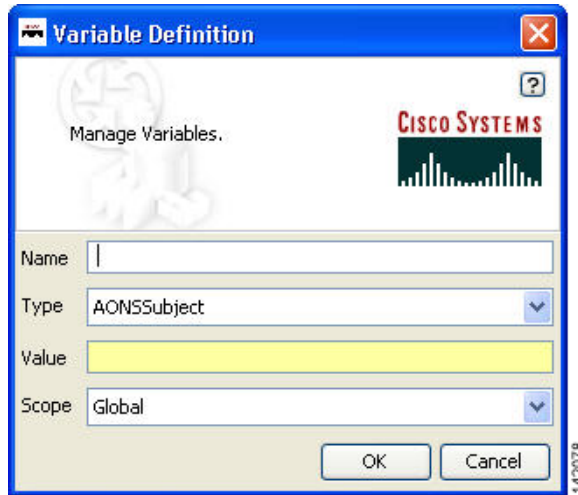 Variable Definition
?
Manage Variables.
CISCO SYSTEMS
Name
Type AONSSubject
Value
Scope Global
OK Cancel